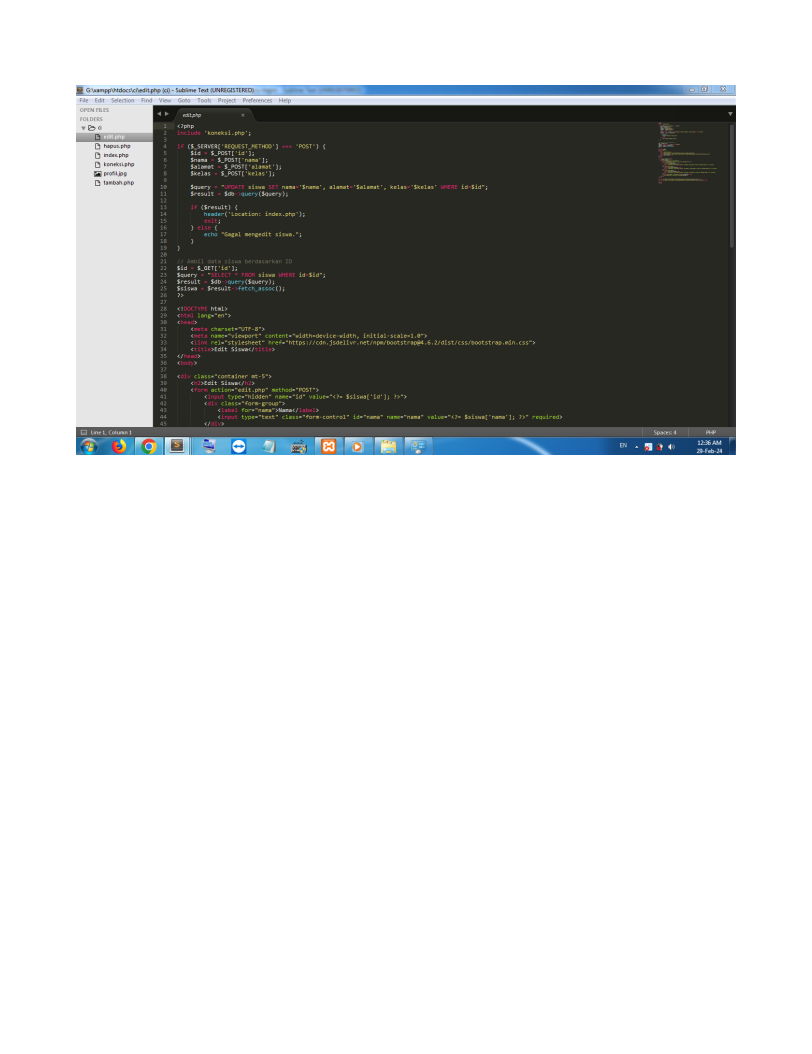 G:\xampp\htdocs\ci\edit.php (ci) - Sublime Text (UNREGISTERED)
File Edit Selection Find View Goto Tools Project Preferences Help
OPEN FILES
FOLDERS
ci
edit.php
hapus.php
index.php
koneksi.php
profil.jpg
tambah.php
edit.php
1 <?php
2 include 'koneksi.php';
3
4 if ($_SERVER['REQUEST_METHOD'] === 'POST') {
5 $id = $_POST['id'];
6 $nama = $_POST['nama'];
7 $alamat = $_POST['alamat'];
8 $kelas = $_POST['kelas'];
9
10 $query = "UPDATE siswa SET nama='$nama', alamat='$alamat', kelas='$kelas' WHERE id=$id";
11 $result = $db->query($query);
12
13 if ($result) {
14 header('Location: index.php');
15 exit;
16 } else {
17 echo "Gagal mengedit siswa.";
18 }
19 }
20
21 // Ambil data siswa berdasarkan ID
22 $id = $_GET['id'];
23 $query = "SELECT * FROM siswa WHERE id=$id";
24 $result = $db->query($query);
25 $siswa = $result->fetch_assoc();
26 ?>
27
28 <!DOCTYPE html>
29 <html lang="en">
30 <head>
31 <meta charset="UTF-8">
32 <meta name="viewport" content="width=device-width, initial-scale=1.0">
33 <link rel="stylesheet" href="https://cdn.jsdelivr.net/npm/bootstrap@4.6.2/dist/css/bootstrap.min.css">
34 <title>Edit Siswa</title>
35 </head>
36 <body>
37
38 <div class="container mt-5">
39 <h2>Edit Siswa</h2>
40 <form action="edit.php" method="POST">
41 <input type="hidden" name="id" value="<?= $siswa['id']; ?>">
42 <div class="form-group">
43 <label for="nama">Nama</label>
44 <input type="text" class="form-control" id="nama" name="nama" value="<?= $siswa['nama']; ?>" required>
45 </div>
Line 1, Column 1
Spaces: 4
PHP
EN
12:36 AM
29-Feb-24